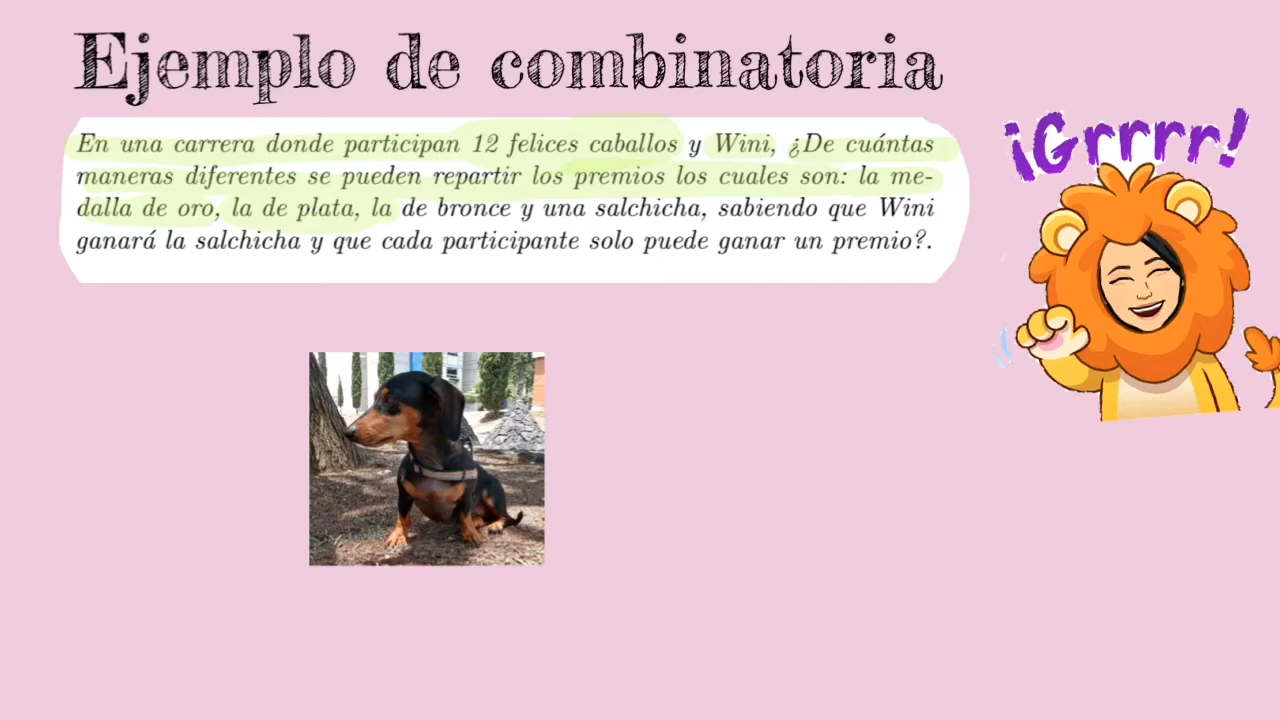 Ejemplo de combinatoria
En una carrera donde participan 12 felices caballos y Wini, ¿De cuántas
maneras diferentes se pueden repartir los premios los cuales son: la me-
dalla de oro, la de plata, la de bronce y una salchicha, sabiendo que Wini
ganará la salchicha y que cada participante solo puede ganar un premio?.
¡Grrrr!